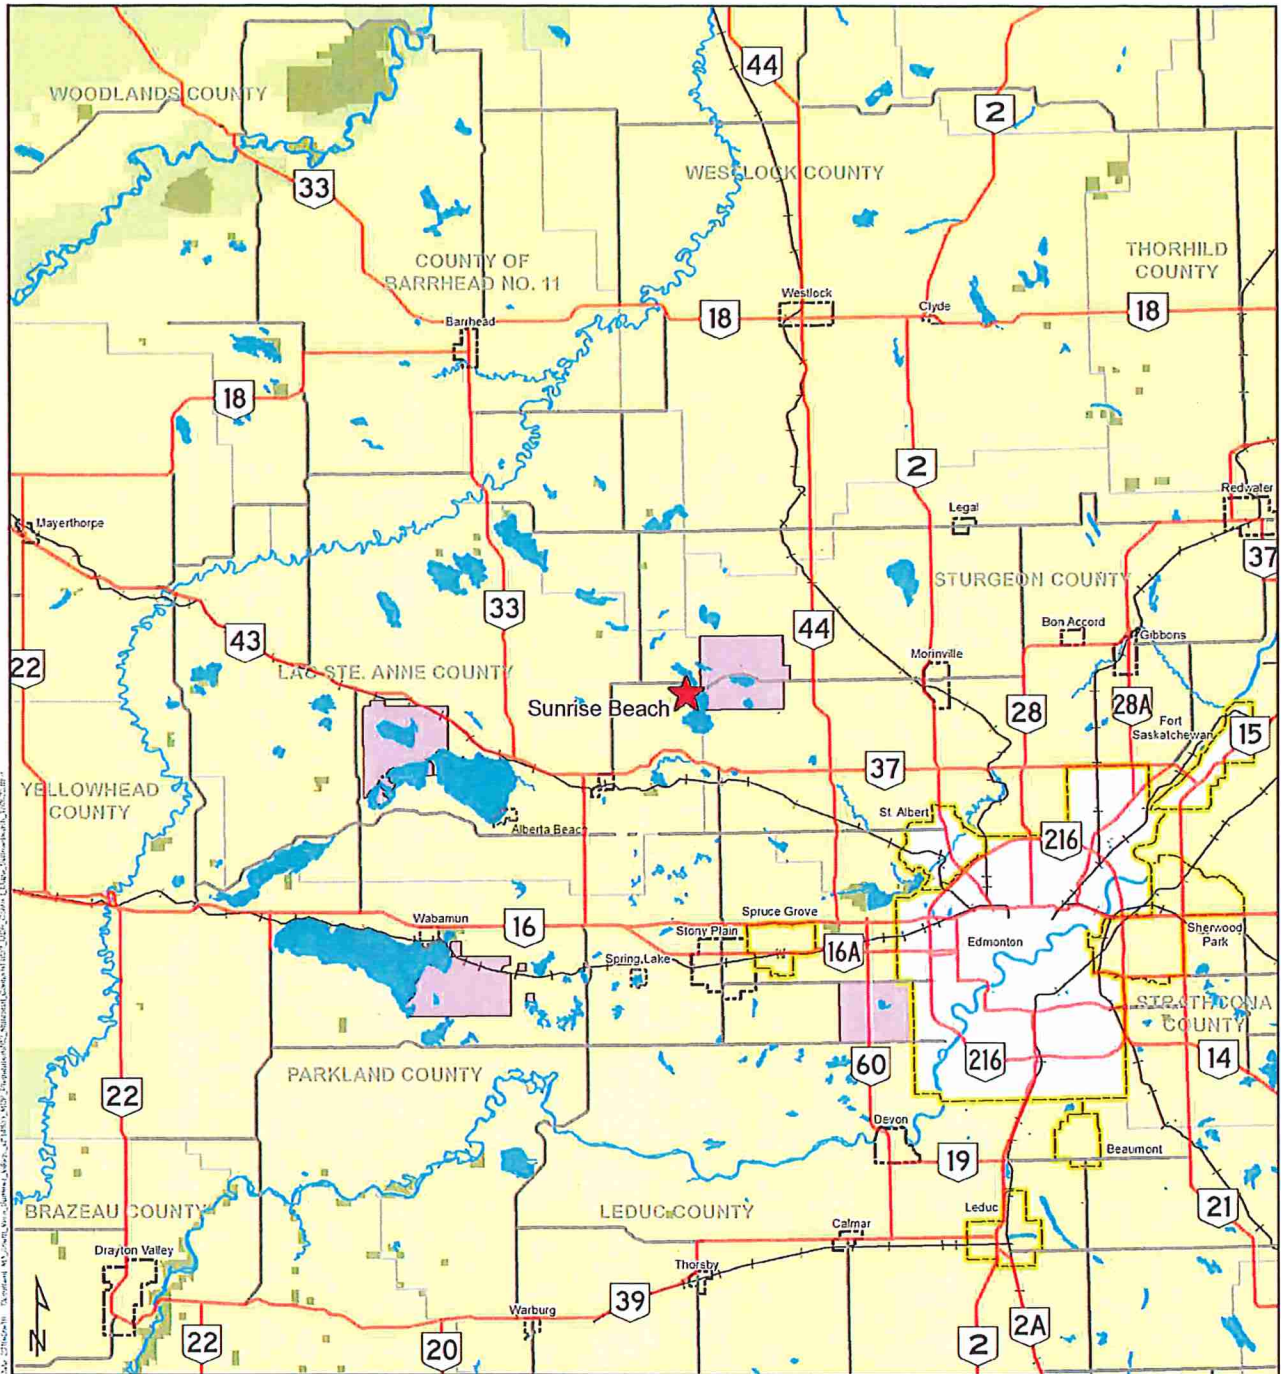 44
2
WOODLANDS COUNTY
WESTLOCK COUNTY
33
COUNTY OF
BARRHEAD NO. 11
THORHILD
COUNTY
Westlock
Clyde
Barrhead
18
18
18
2
Redwater
Legal
Mayerthorpe
37
STURGEON COUNTY
33
44
Bon Accord
Gibbons
43
Morinville
22
LAC STE. ANNE COUNTY
Sunrise Beach
28
28A
Fort
Saskatchewan
15
37
YELLOWHEAD
COUNTY
St. Albert
Alberta Beach
216
Wabamun
16
Spruce Grove
Stony Plain
Sherwood
Park
Edmonton
16A
Spring Lake
STRATHCONA
COUNTY
60
216
14
PARKLAND COUNTY
22
Devon
Beaumont
19
BRAZEAU COUNTY
LEDUC COUNTY
Leduc
21
Calmar
Drayton Valley
Thorsby
39
Warburg
N
22
20
2
2A